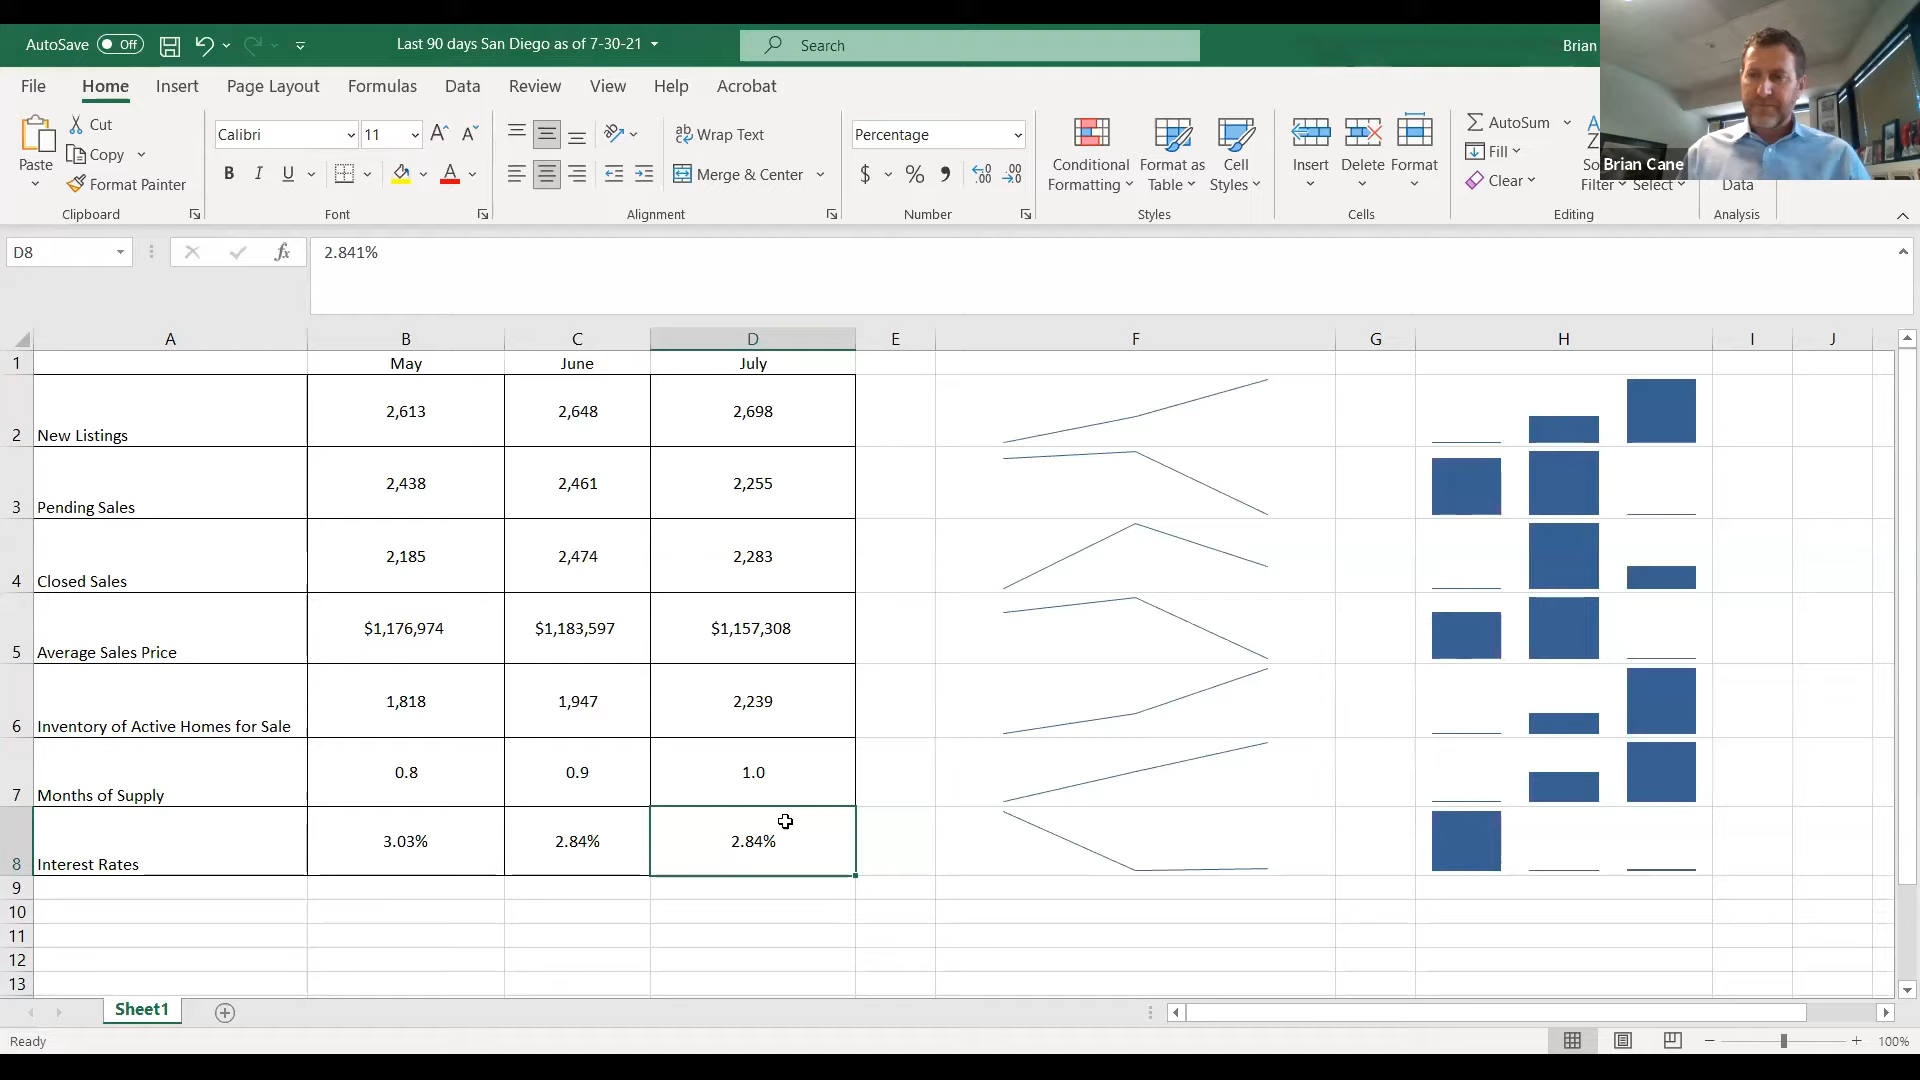 AutoSave Off Last 90 days San Diego as of 7-30-21 Search Brian
File Home Insert Page Layout Formulas Data Review View Help Acrobat
Brian Cane
Paste
Cut
Copy
Format Painter
Clipboard
Calibri 11
B I U A
Font
Wrap Text
Merge & Center
Alignment
Percentage
$ % ,
Number
Conditional Formatting
Format as Table
Cell Styles
Styles
Insert Delete Format
Cells
AutoSum
Fill
Clear
Filter Select
Editing
Data
Analysis
D8 fx 2.841%
A B C D E F G H I J
1 May June July
2 New Listings 2,613 2,648 2,698
3 Pending Sales 2,438 2,461 2,255
4 Closed Sales 2,185 2,474 2,283
5 Average Sales Price $1,176,974 $1,183,597 $1,157,308
6 Inventory of Active Homes for Sale 1,818 1,947 2,239
7 Months of Supply 0.8 0.9 1.0
8 Interest Rates 3.03% 2.84% 2.84%
9
10
11
12
13
Sheet1
Ready 100%